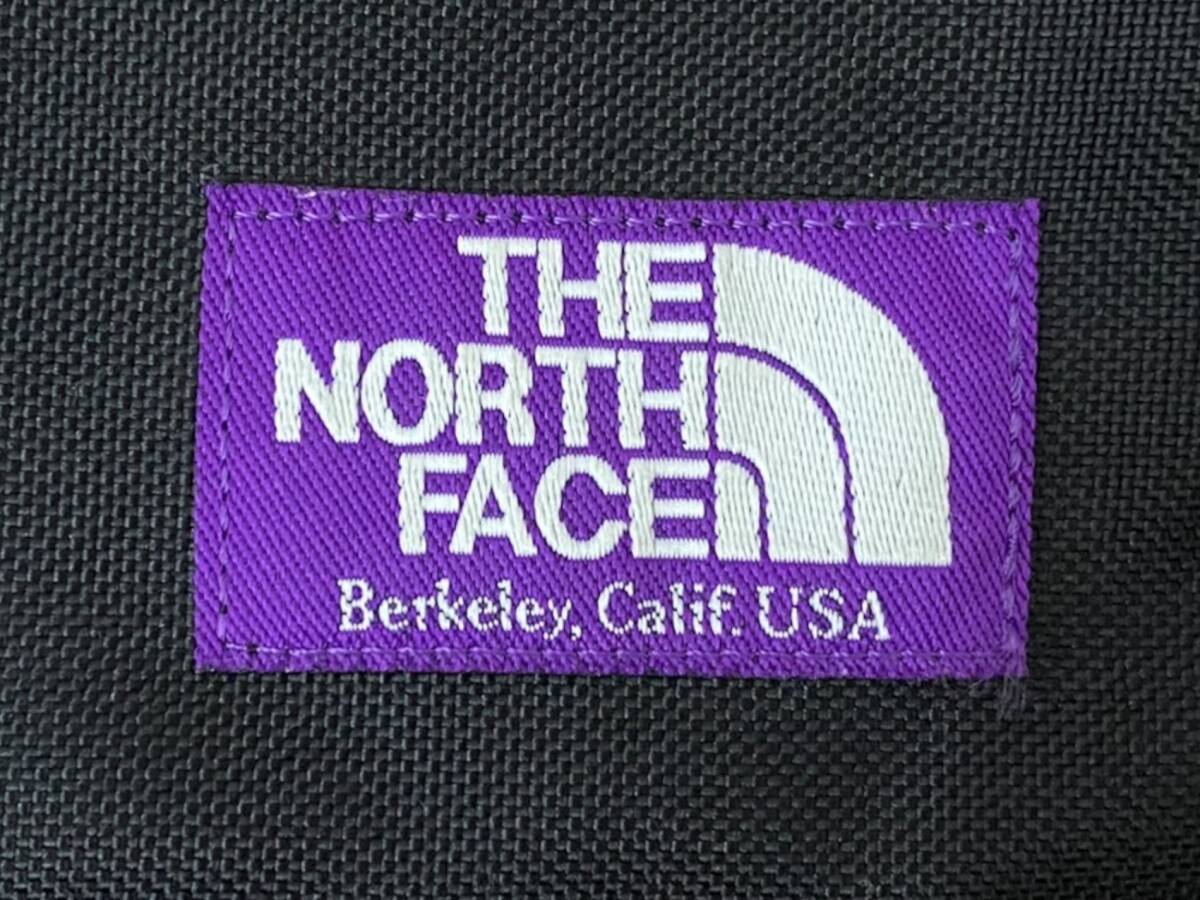 THE
NORTH
FACE
Berkeley, Calif. USA